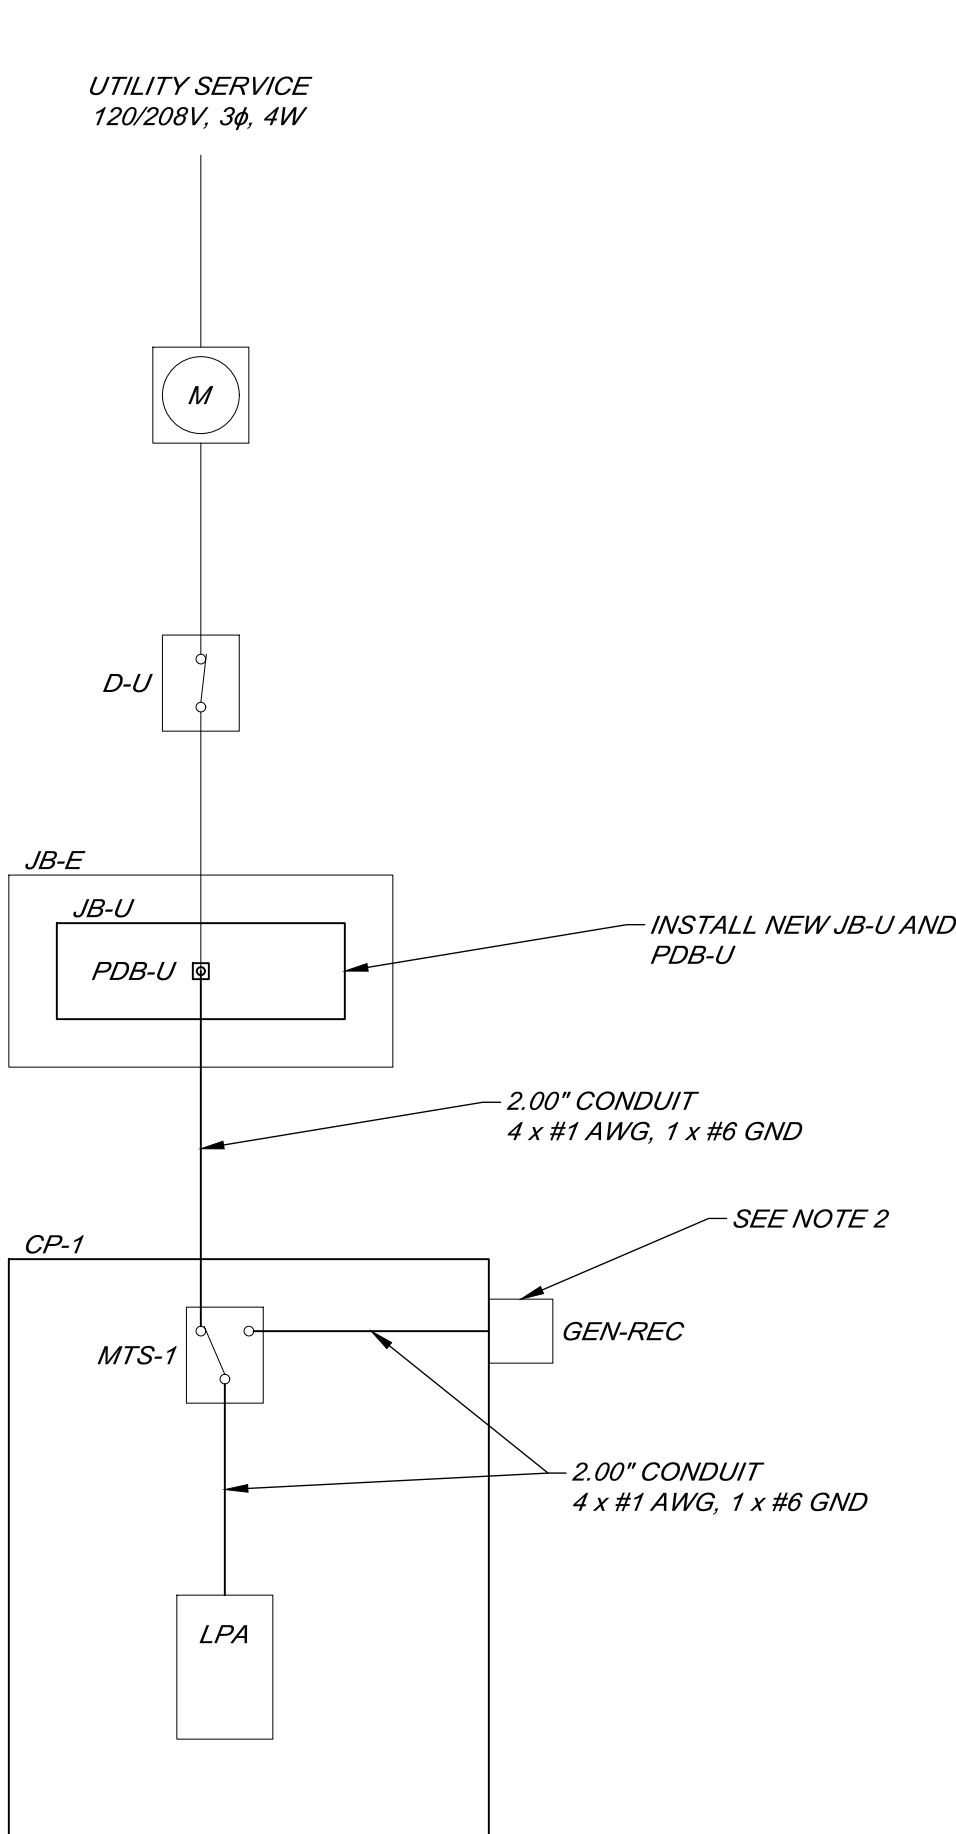 UTILITY SERVICE
120/208V, 3ϕ, 4W
M
D-U
JB-E
JB-U
PDB-U
INSTALL NEW JB-U AND
PDB-U
2.00" CONDUIT
4 x #1 AWG, 1 x #6 GND
SEE NOTE 2
CP-1
GEN-REC
MTS-1
2.00" CONDUIT
4 x #1 AWG, 1 x #6 GND
LPA